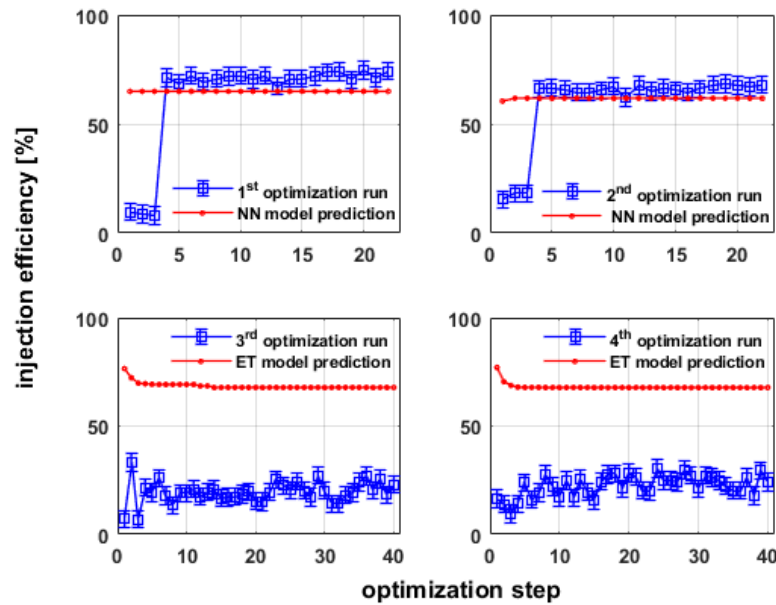 injection efficiency [%]
100
50
0
0 5 10 15 20
1st optimization run
NN model prediction
100
50
0
0 5 10 15 20
2nd optimization run
NN model prediction
100
50
0
0 10 20 30 40
3rd optimization run
ET model prediction
100
50
0
0 10 20 30 40
4th optimization run
ET model prediction
optimization step